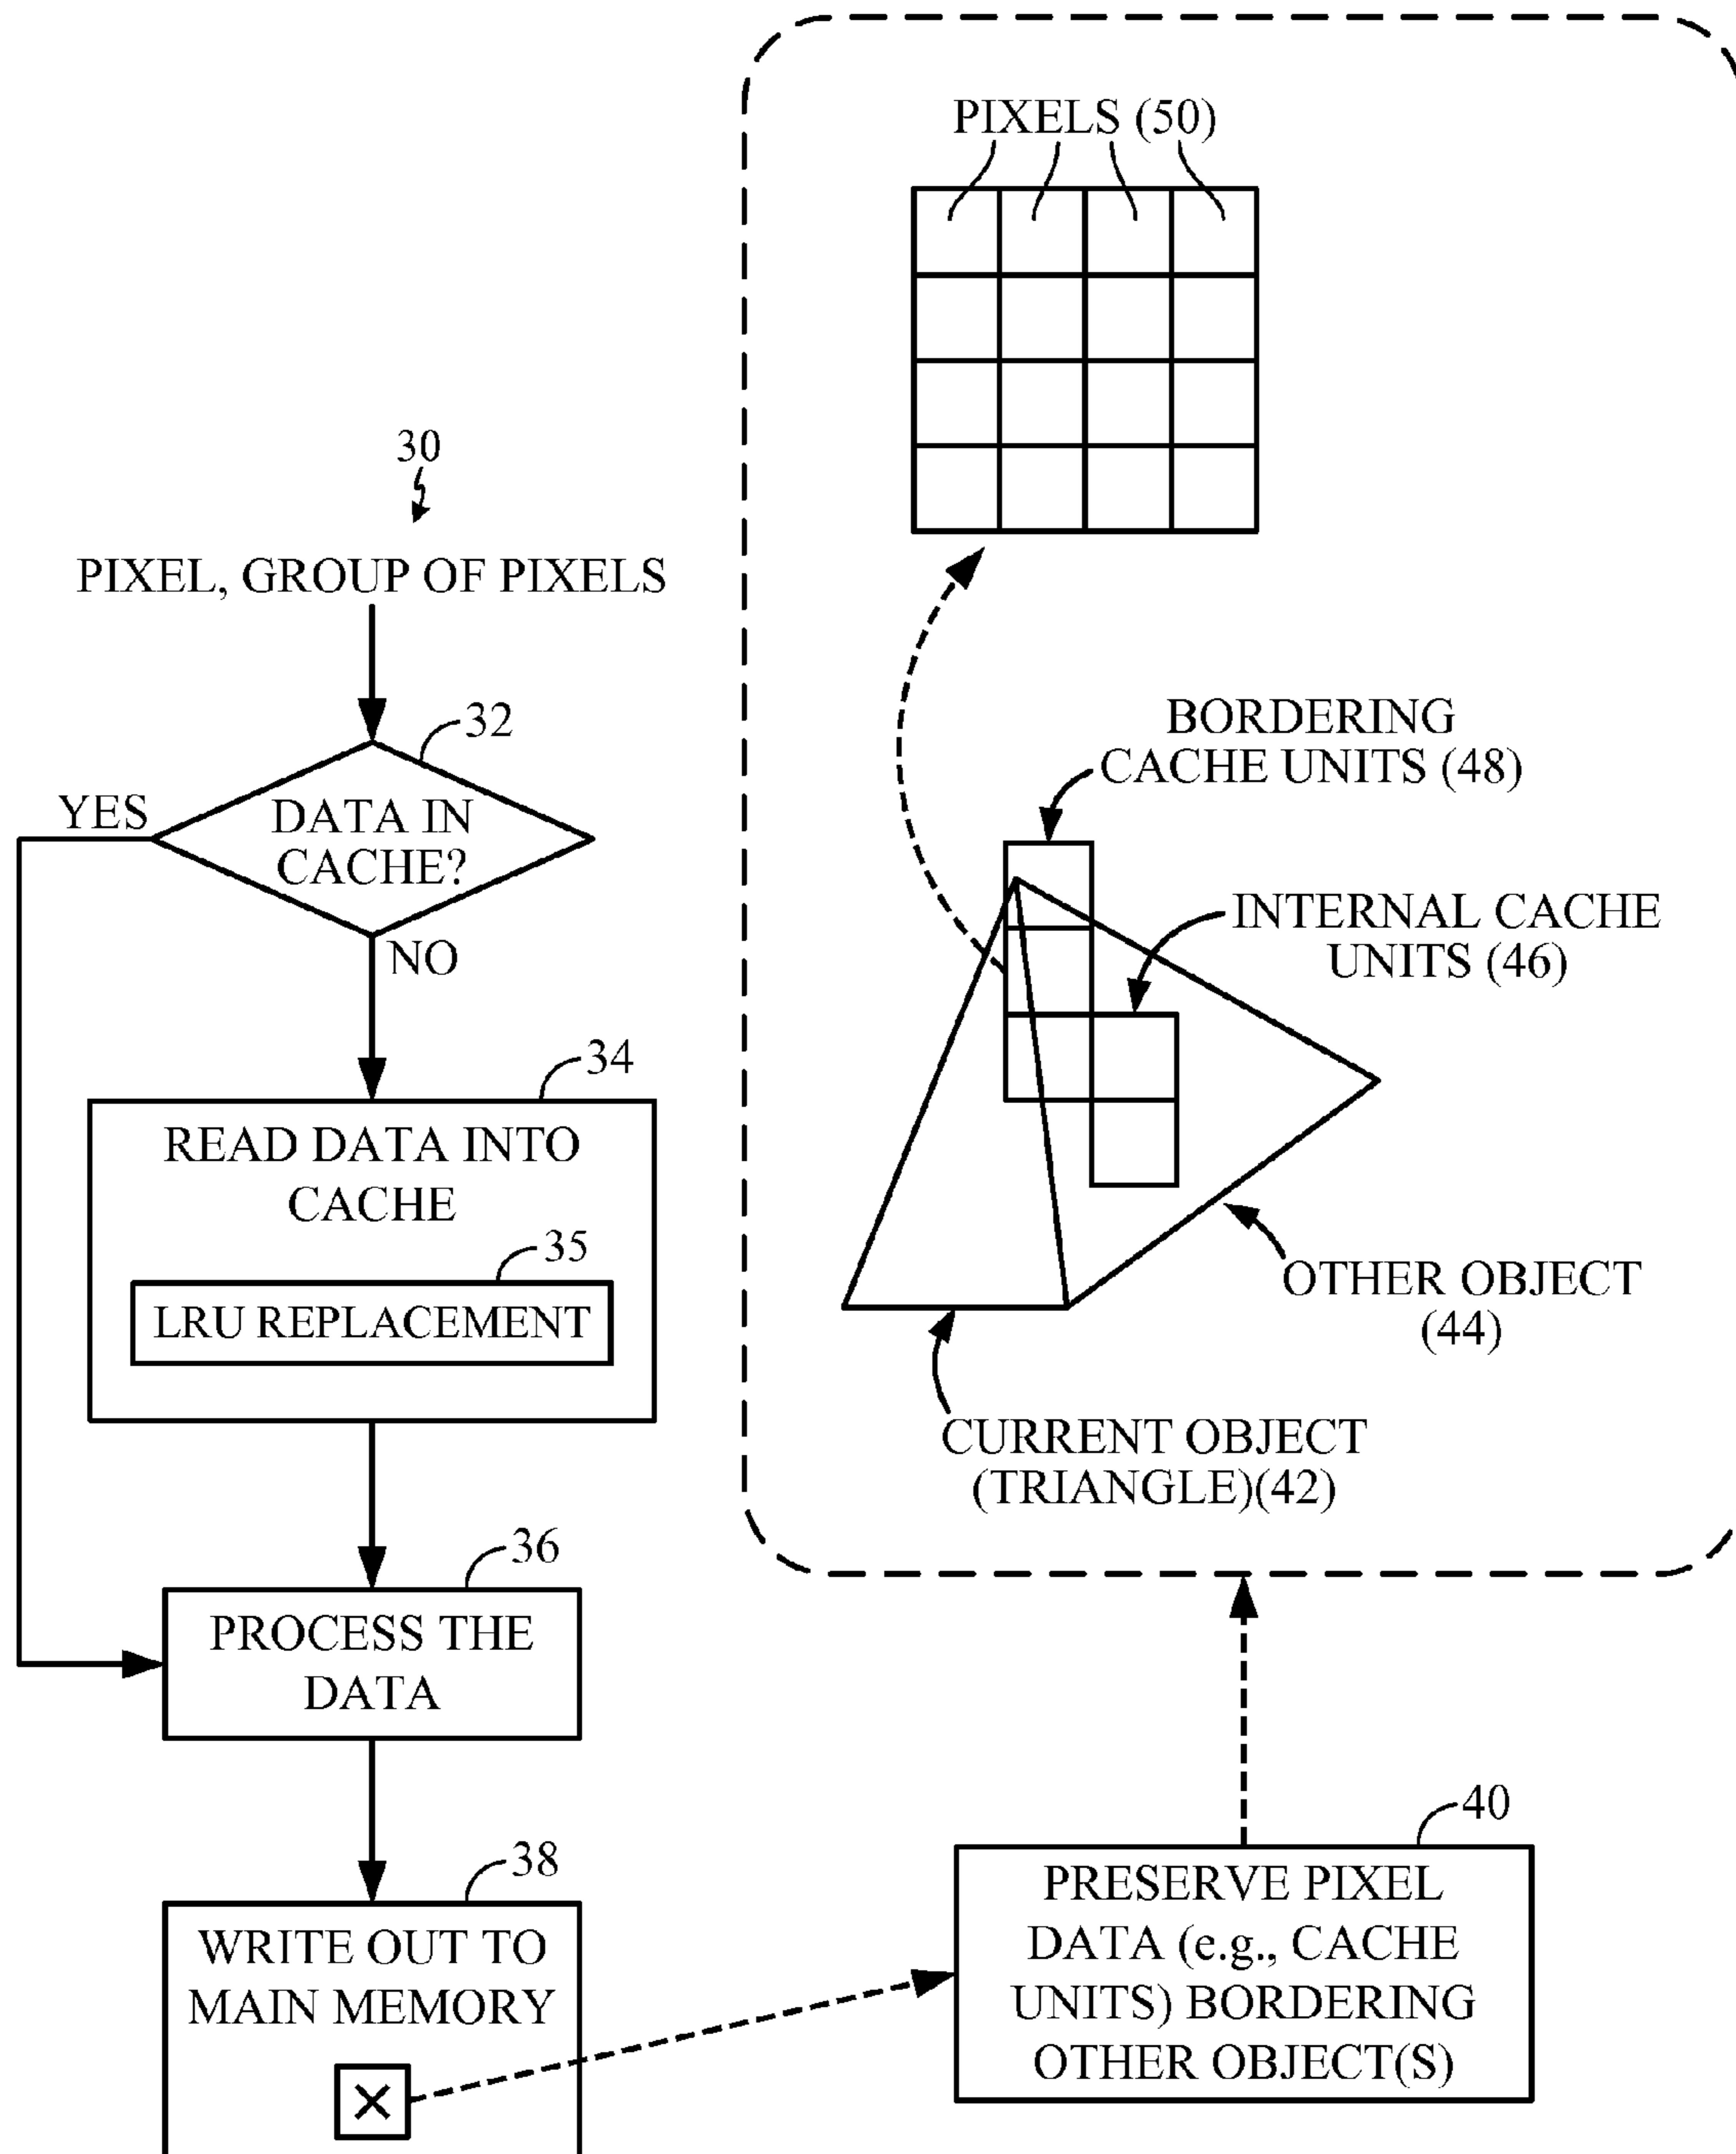 30
PIXEL, GROUP OF PIXELS
32
YES
DATA IN
CACHE?
NO
34
READ DATA INTO
CACHE
35
LRU REPLACEMENT
36
PROCESS THE
DATA
38
WRITE OUT TO
MAIN MEMORY
40
PRESERVE PIXEL
DATA (e.g., CACHE
UNITS) BORDERING
OTHER OBJECT(S)
PIXELS (50)
BORDERING
CACHE UNITS (48)
INTERNAL CACHE
UNITS (46)
OTHER OBJECT
(44)
CURRENT OBJECT
(TRIANGLE)(42)